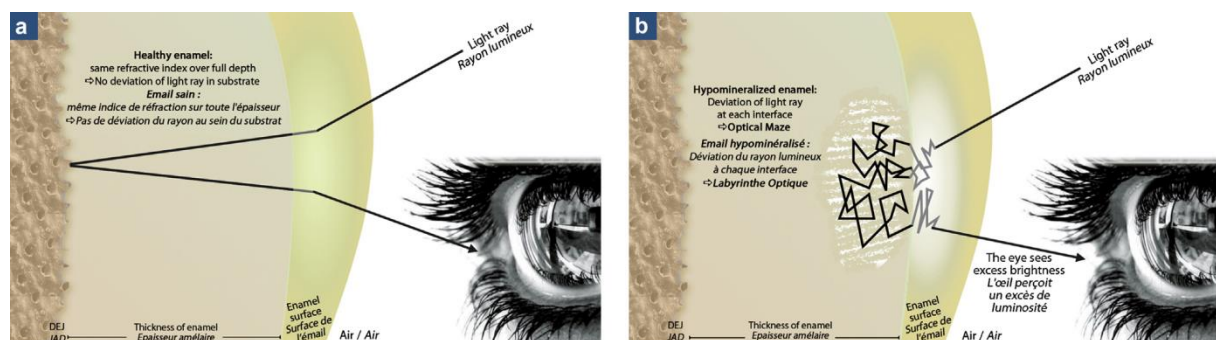 a
Healthy enamel:
same refractive index over full depth
⇨No deviation of light ray in substrate
Email sain :
même indice de réfraction sur toute l'épaisseur
⇨Pas de déviation du rayon au sein du substrat
Light ray
Rayon lumineux
Enamel
surface
Surface de
l'émail
DEJ
JAD
Thickness of enamel
Epaisseur amélaire
Air / Air
b
Hypomineralized enamel:
Deviation of light ray
at each interface
⇨Optical Maze
Email hypominéralisé :
Déviation du rayon lumineux
à chaque interface
⇨Labyrinthe Optique
Light ray
Rayon lumineux
The eye sees
excess brightness
L'œil perçoit
un excès de
luminosité
Enamel
surface
Surface de
l'émail
DEJ
JAD
Thickness of enamel
Epaisseur amélaire
Air / Air